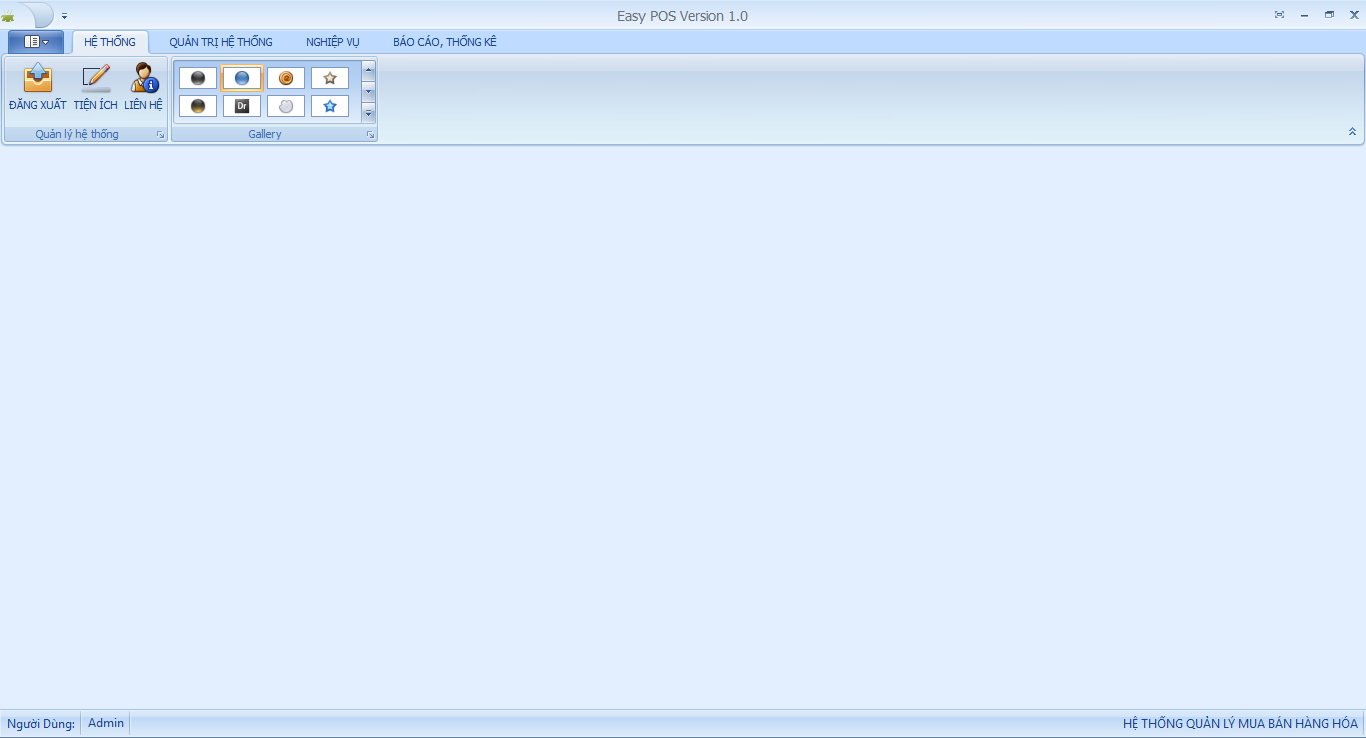 Easy POS Version 1.0
HỆ THỐNG QUẢN TRỊ HỆ THỐNG NGHIỆP VỤ BÁO CÁO, THỐNG KÊ
ĐĂNG XUẤT TIỆN ÍCH LIÊN HỆ
Dr
Quản lý hệ thống Gallery
Người Dùng: Admin HỆ THỐNG QUẢN LÝ MUA BÁN HÀNG HÓA